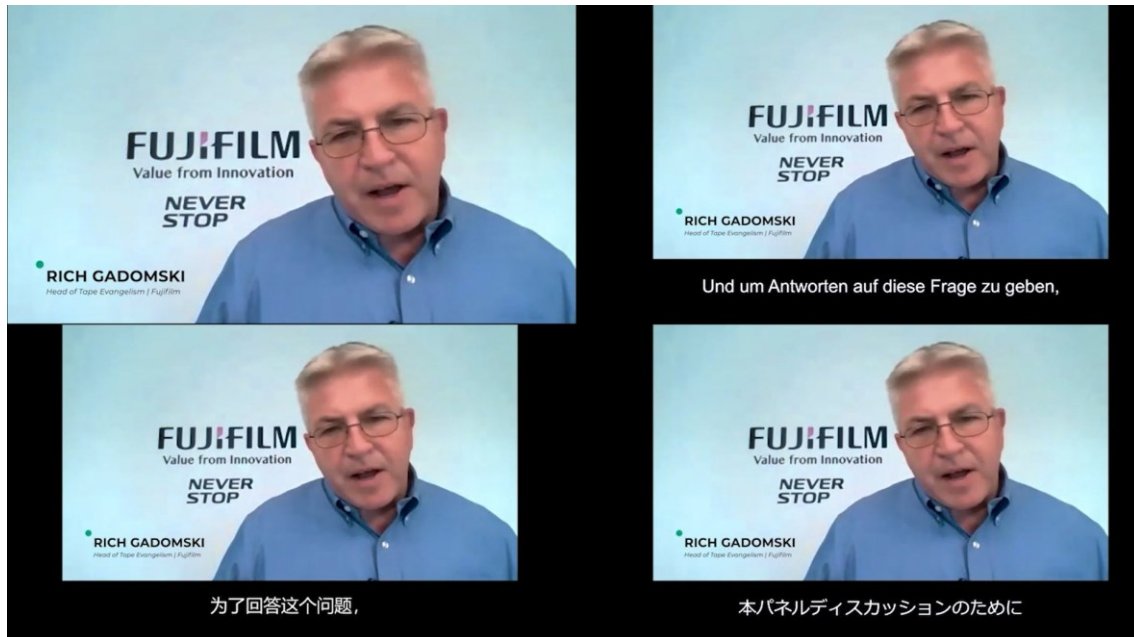 FUJIFILM
Value from Innovation
NEVER
STOP
RICH GADOMSKI
Head of Tape Evangelism | Fujifilm
FUJIFILM
Value from Innovation
NEVER
STOP
RICH GADOMSKI
Head of Tape Evangelism | Fujifilm
Und um Antworten auf diese Frage zu geben,
FUJIFILM
Value from Innovation
NEVER
STOP
RICH GADOMSKI
Head of Tape Evangelism | Fujifilm
为了回答这个问题，
FUJIFILM
Value from Innovation
NEVER
STOP
RICH GADOMSKI
Head of Tape Evangelism | Fujifilm
本パネルディスカッションのために